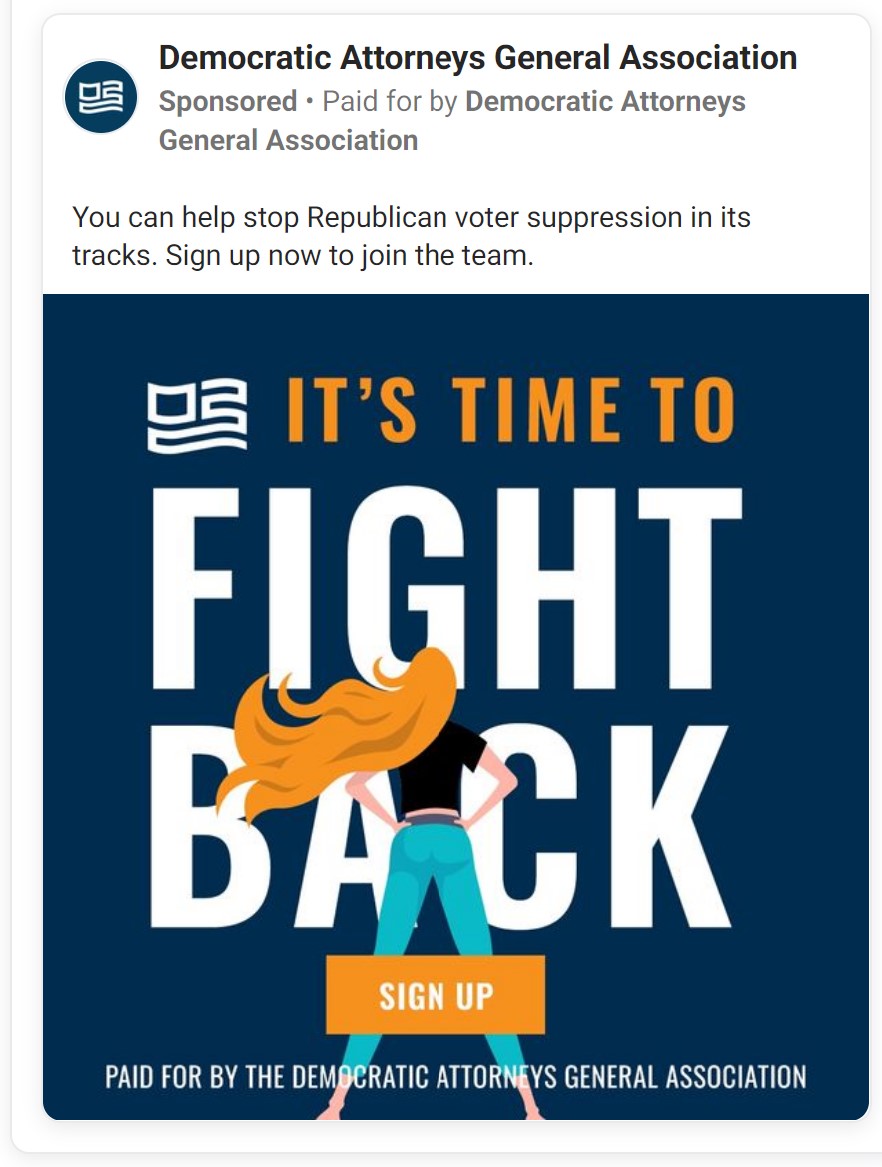 Democratic Attorneys General Association
Sponsored • Paid for by Democratic Attorneys
General Association
You can help stop Republican voter suppression in its
tracks. Sign up now to join the team.
IT’S TIME TO
FIGHT
BACK
SIGN UP
PAID FOR BY THE DEMOCRATIC ATTORNEYS GENERAL ASSOCIATION